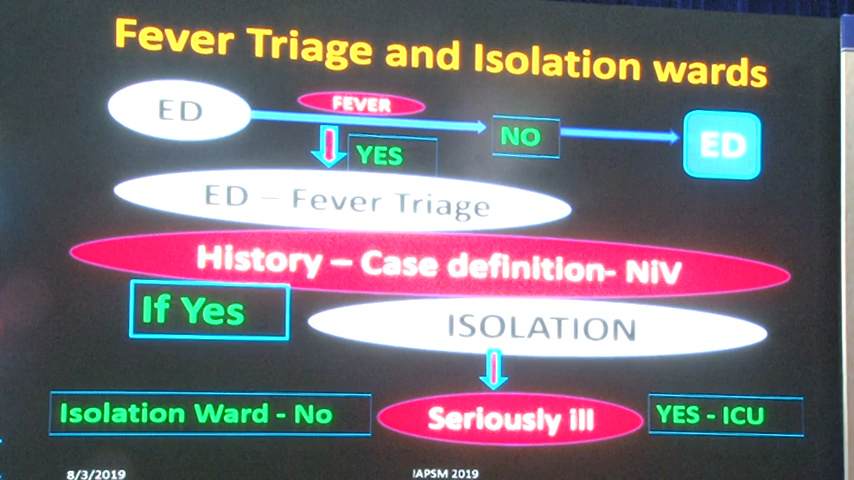 Fever Triage and Isolation wards
ED
FEVER
NO
ED
YES
ED – Fever Triage
History – Case definition- NiV
If Yes
ISOLATION
Isolation Ward - No
Seriously ill
YES - ICU
8/3/2019
IAPSM 2019